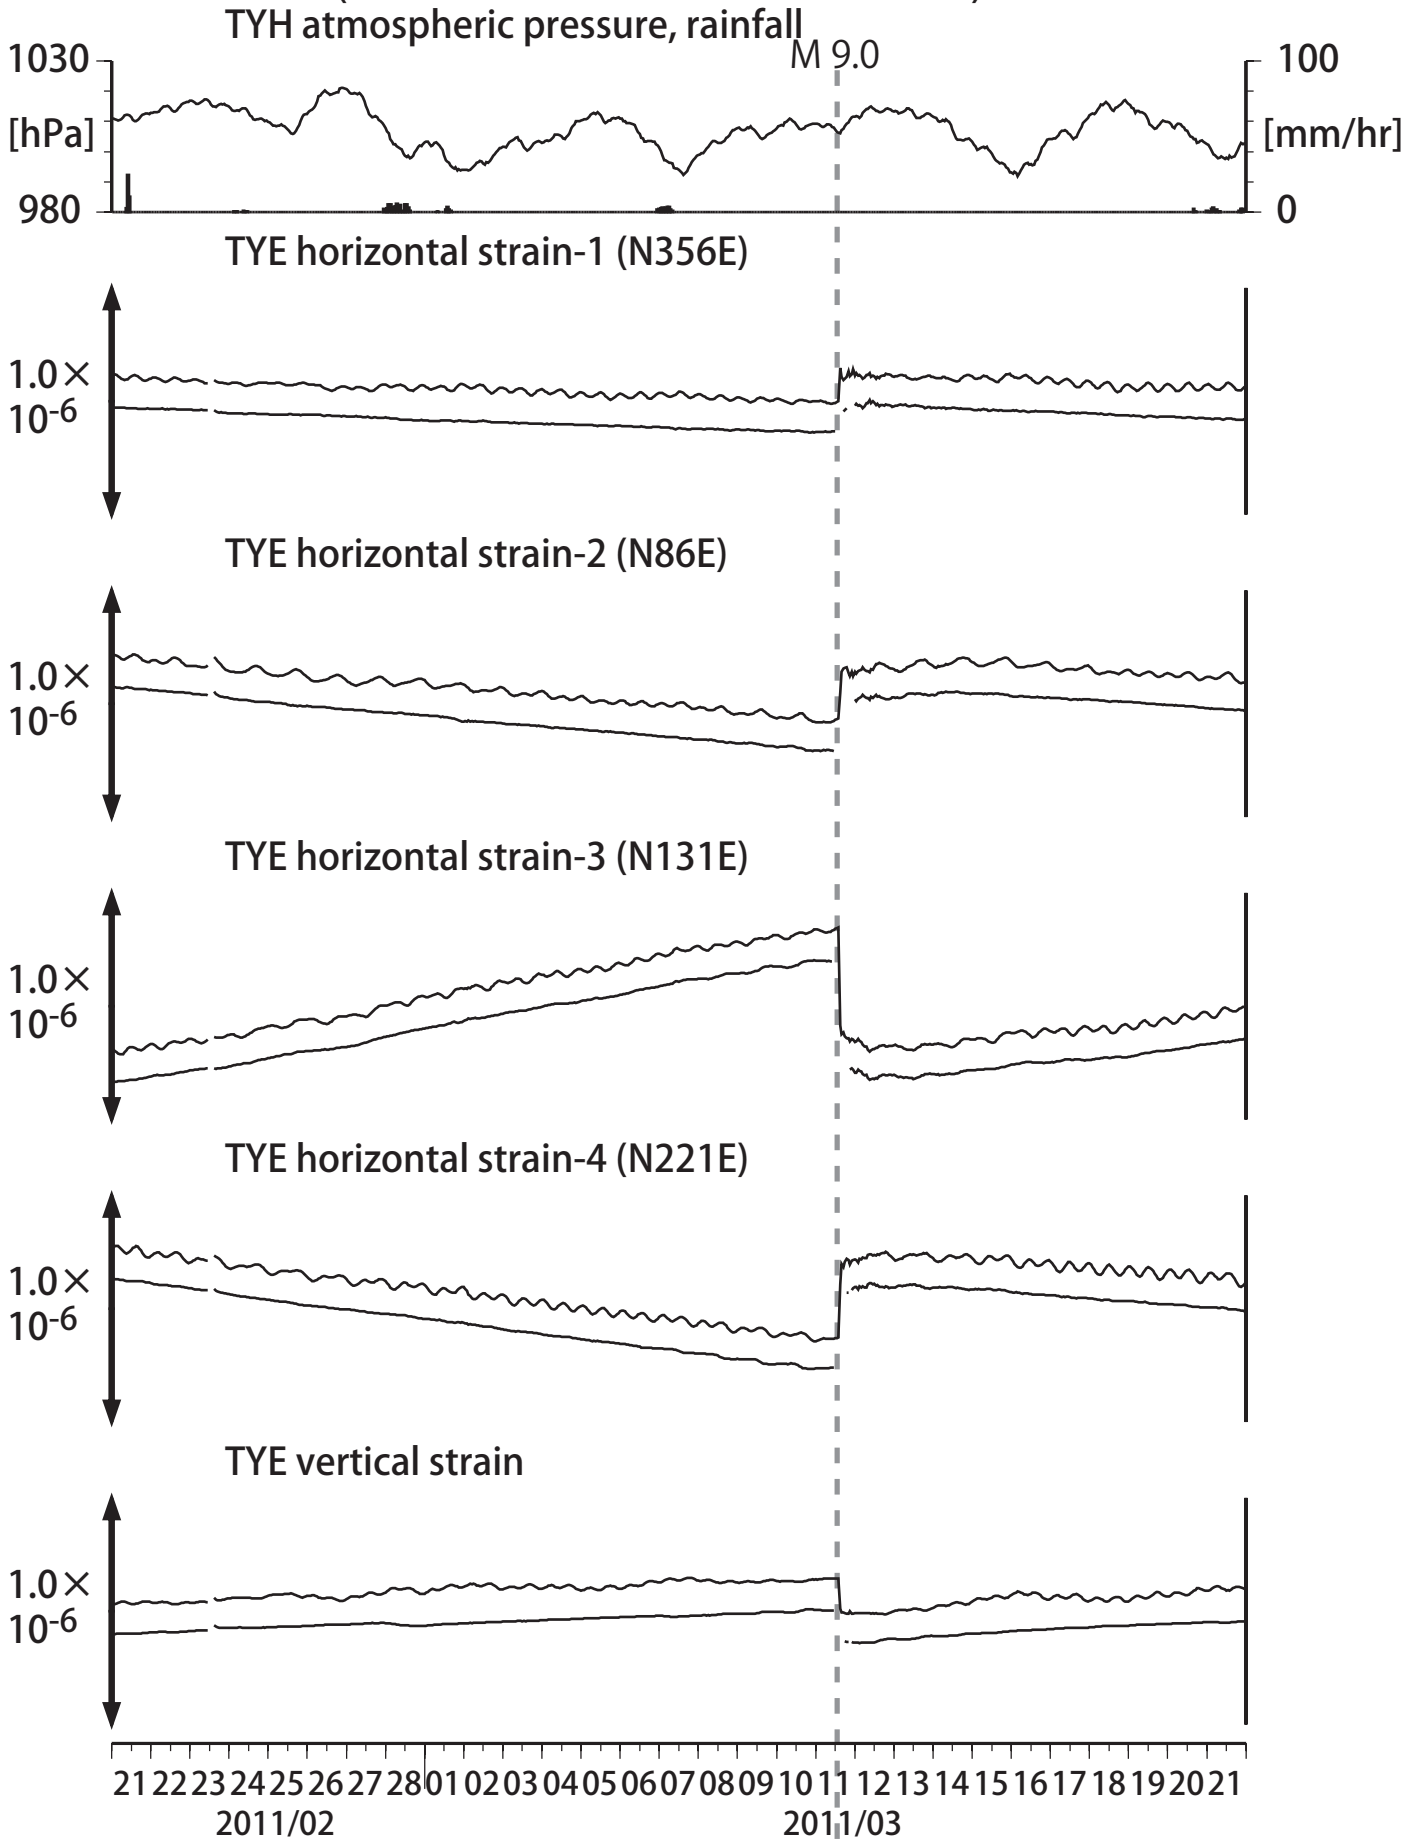 TYH atmospheric pressure, rainfall
M 9.0
1030
100
[hPa]
[mm/hr]
980
0
TYE horizontal strain-1 (N356E)
1.0×
10-6
TYE horizontal strain-2 (N86E)
1.0×
10-6
TYE horizontal strain-3 (N131E)
1.0×
10-6
TYE horizontal strain-4 (N221E)
1.0×
10-6
TYE vertical strain
1.0×
10-6
21 22 23 24 25 26 27 28 01 02 03 04 05 06 07 08 09 10 11 12 13 14 15 16 17 18 19 20 21
2011/02 2011/03